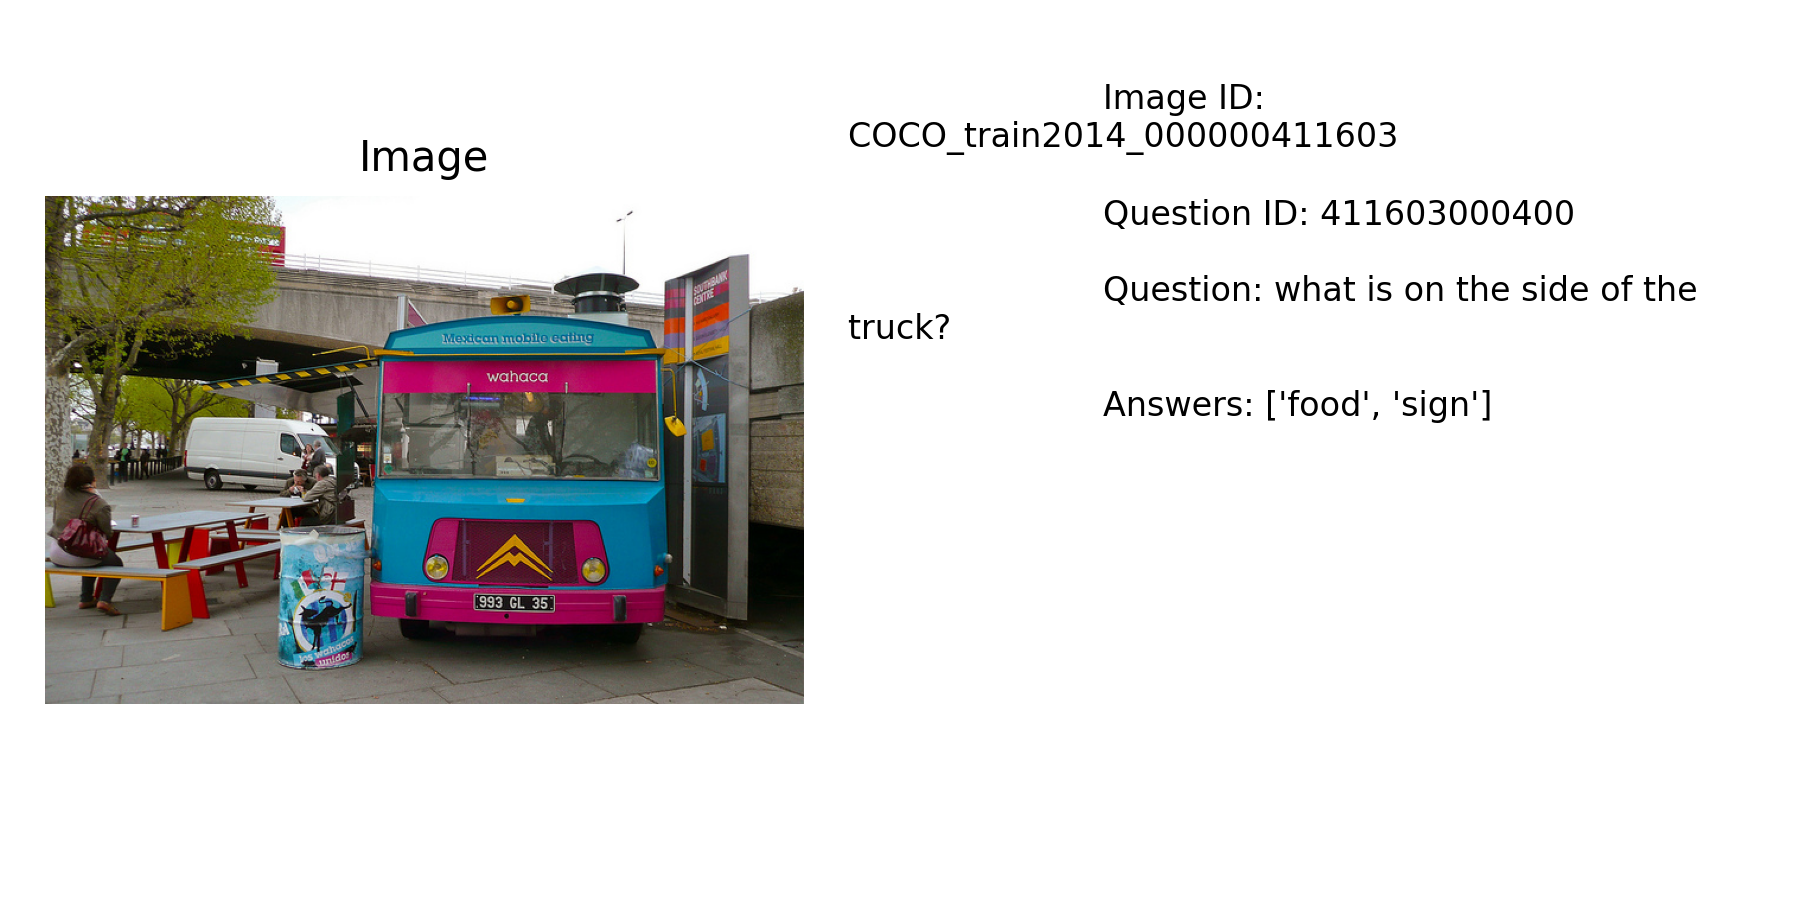 Image ID:
COCO_train2014_000000411603
Image
Question ID: 411603000400
Question: what is on the side of the
truck?
Answers: ['food', 'sign']
SOUTHBANK
CENTRE
Mexican mobile eating
wahaca
993 GL 35
los wahacos
unidos